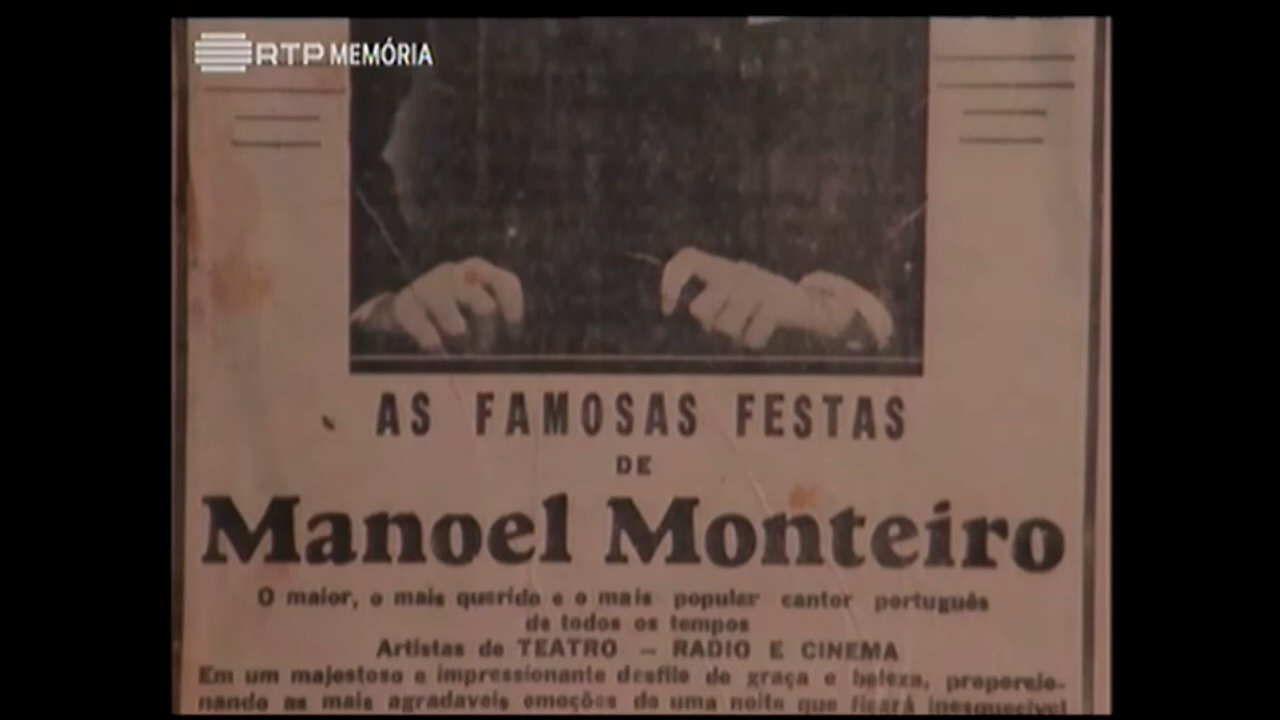 RTP MEMÓRIA
AS FAMOSAS FESTAS
DE
Manoel Monteiro
O maior, o mais querido e o mais popular cantor português
de todos os tempos
Artistas de TEATRO — RADIO E CINEMA
Em um majestoso e impressionante desfile de graça e beleza, proporcio-
nando as mais agradaveis emoções de uma noite que ficará inesquecivel